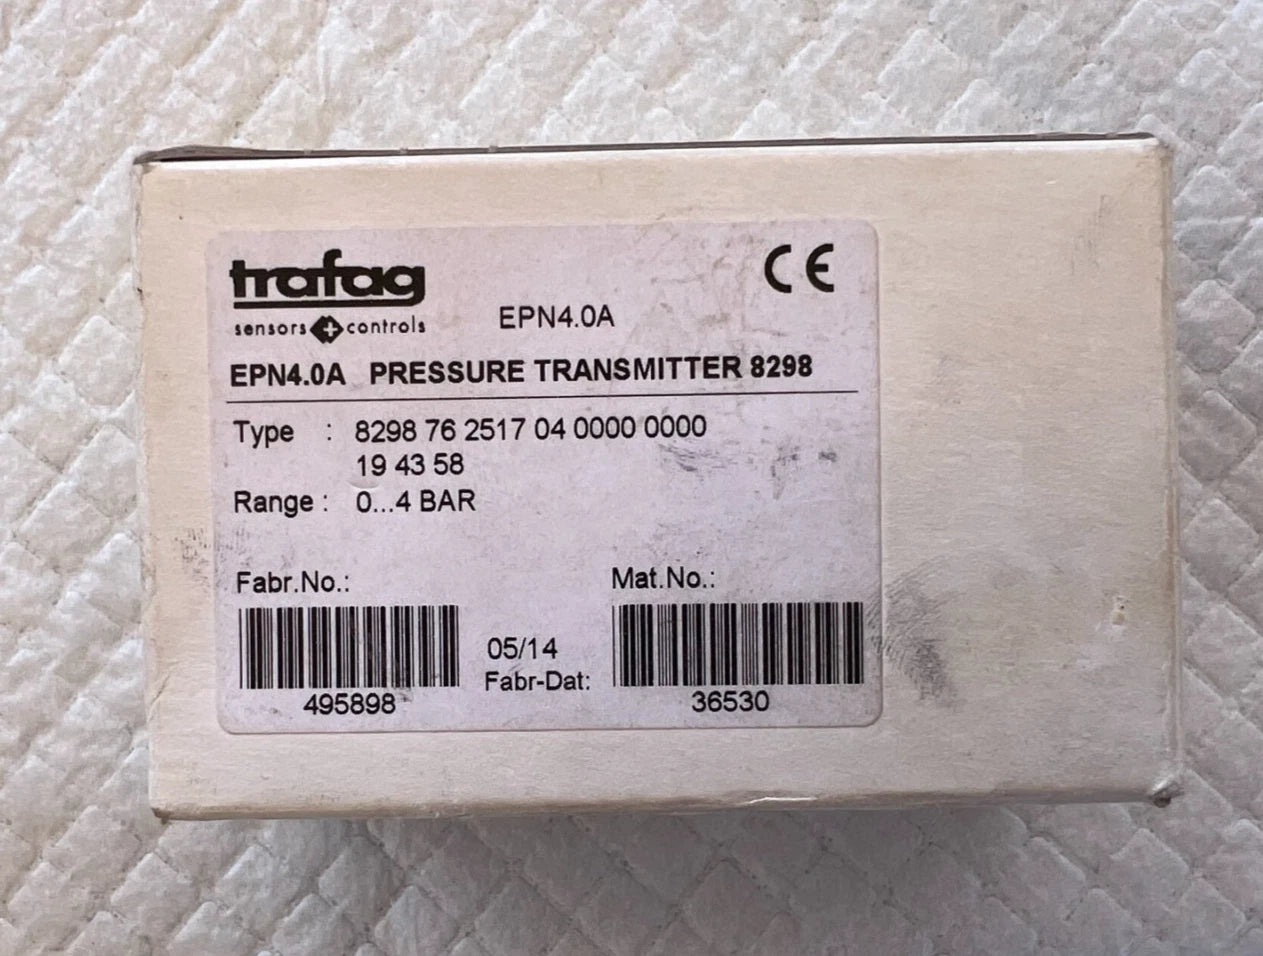 trafag
sensors + controls
CE
EPN4.0A
EPN4.0A PRESSURE TRANSMITTER 8298
Type : 8298 76 2517 04 0000 0000
19 43 58
Range : 0...4 BAR
Fabr.No.:
495898
05/14
Fabr-Dat:
Mat.No.:
36530